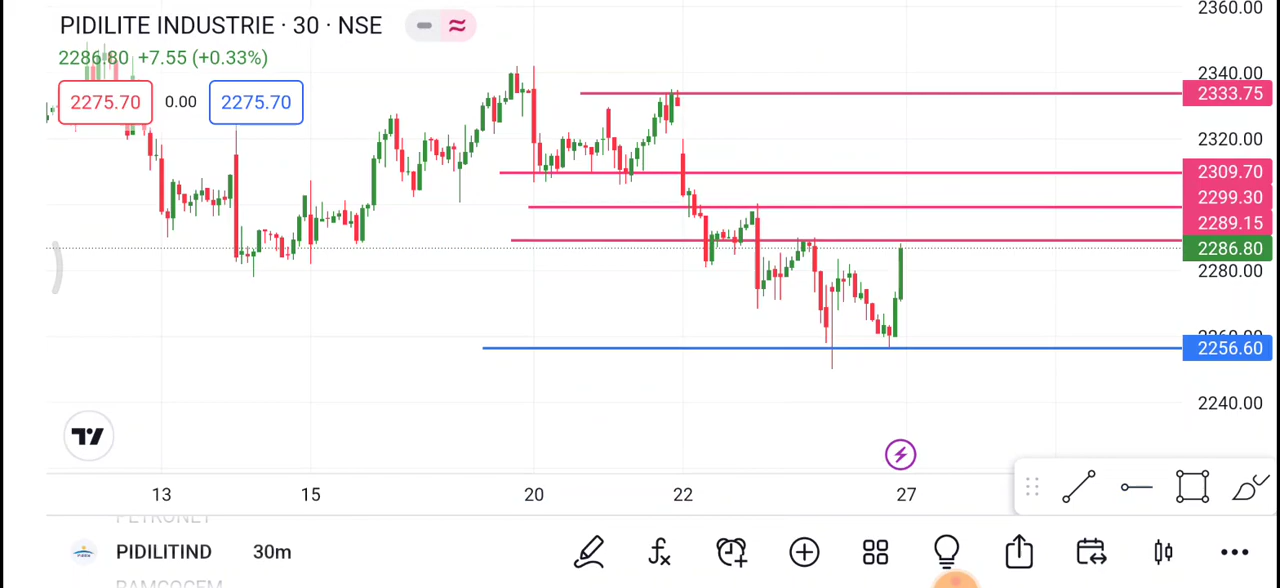 PIDILITE INDUSTRIE · 30 · NSE
2286.80 +7.55 (+0.33%)
2275.70 0.00 2275.70
2360.00
2340.00
2333.75
2320.00
2309.70
2299.30
2289.15
2286.80
2280.00
2256.60
2240.00
13 15 20 22 27
PETRONET
PIDILITIND 30m
RAMCOCEM